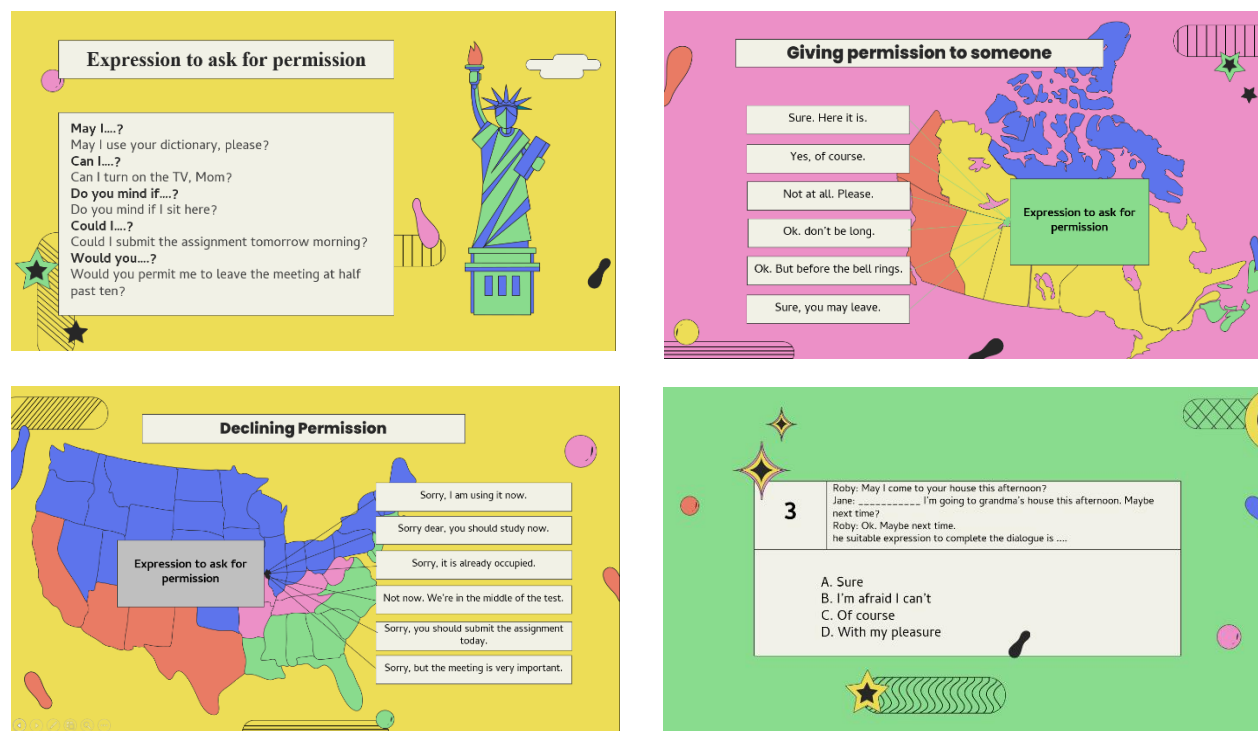 Expression to ask for permission
May I....?
May I use your dictionary, please?
Can I....?
Can I turn on the TV, Mom?
Do you mind if....?
Do you mind if I sit here?
Could I....?
Could I submit the assignment tomorrow morning?
Would you....?
Would you permit me to leave the meeting at half
past ten?
Giving permission to someone
Sure. Here it is.
Yes, of course.
Not at all. Please.
Ok. don't be long.
Ok. But before the bell rings.
Sure, you may leave.
Expression to ask for
permission
Declining Permission
Expression to ask for
permission
Sorry, I am using it now.
Sorry dear, you should study now.
Sorry, it is already occupied.
Not now. We're in the middle of the test.
Sorry, you should submit the assignment
today.
Sorry, but the meeting is very important.
3
Roby: May I come to your house this afternoon?
Jane: ___________ I'm going to grandma's house this afternoon. Maybe
next time?
Roby: Ok. Maybe next time.
he suitable expression to complete the dialogue is ....
A. Sure
B. I'm afraid I can't
C. Of course
D. With my pleasure